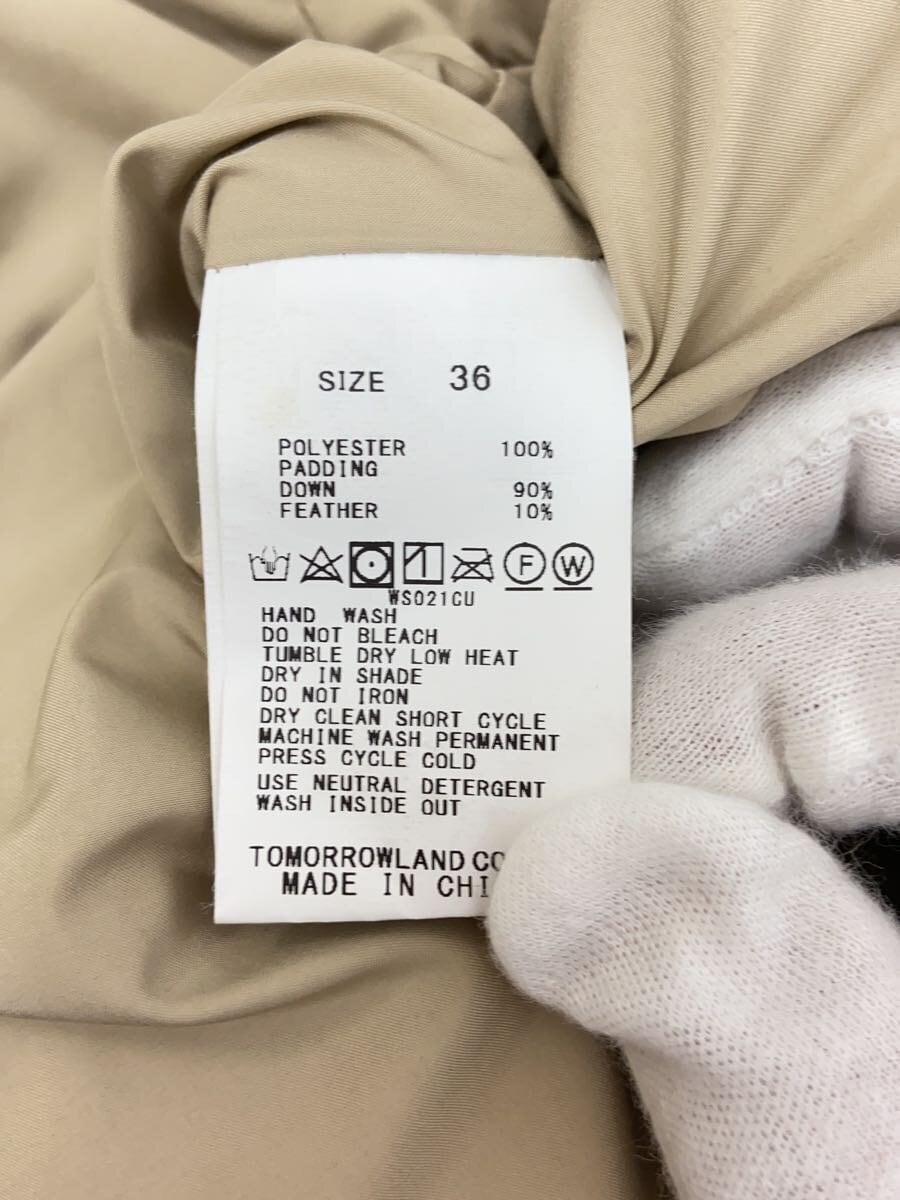 SIZE 36
POLYESTER 100%
PADDING
DOWN 90%
FEATHER 10%
F W
WS021CU
HAND WASH
DO NOT BLEACH
TUMBLE DRY LOW HEAT
DRY IN SHADE
DO NOT IRON
DRY CLEAN SHORT CYCLE
MACHINE WASH PERMANENT
PRESS CYCLE COLD
USE NEUTRAL DETERGENT
WASH INSIDE OUT
TOMORROWLAND
MADE IN